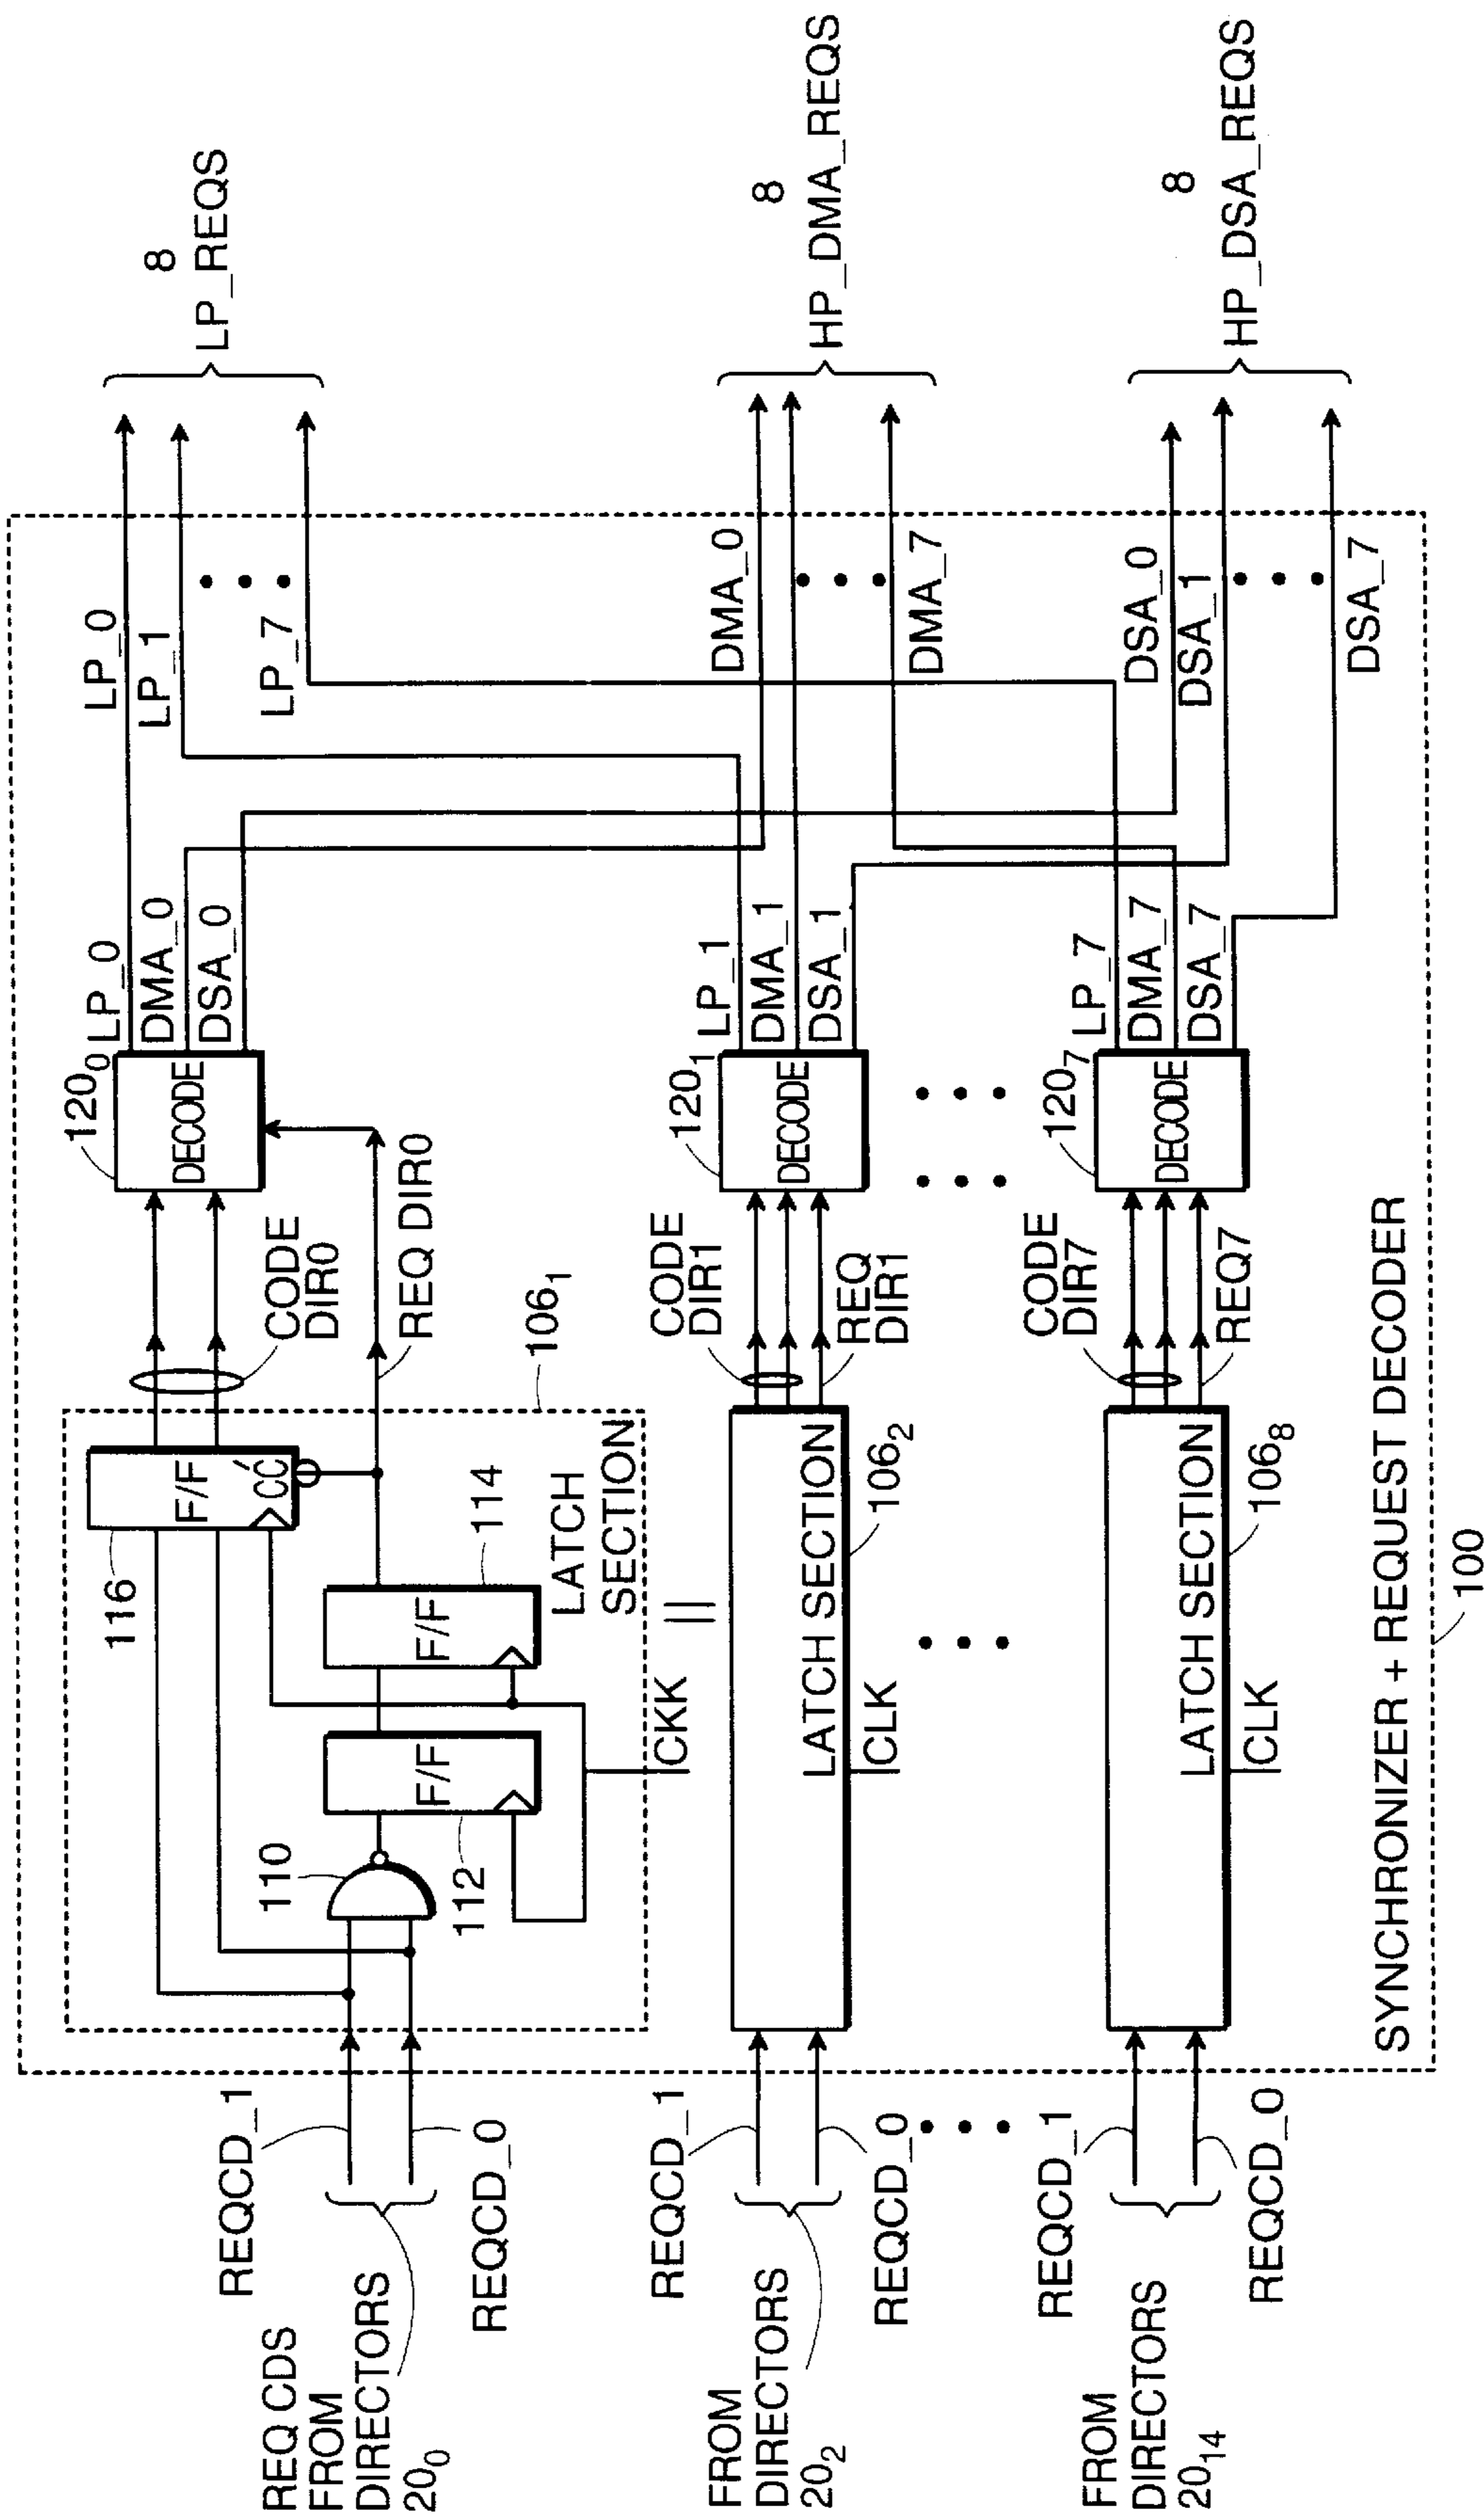 REQ CDS
FROM
DIRECTORS
20₀
REQCD_1
REQCD_0
116
F/F
CC'
110
112
F/F
114
F/F
LATCH
SECTION
CKK
106₁
CODE
DIR0
REQ DIR0
120₀
DECODE
LP_0
DMA_0
DSA_0
LP_0
LP_1
LP_7
8
LP_REQS
FROM
DIRECTORS
20₂
REQCD_1
REQCD_0
LATCH SECTION
CLK
106₂
CODE
DIR1
REQ
DIR1
120₁
DECODE
LP_1
DMA_1
DSA_1
DMA_0
DMA_7
8
HP_DMA_REQS
FROM
DIRECTORS
20₁₄
REQCD_1
REQCD_0
LATCH SECTION
CLK
106₈
CODE
DIR7
REQ7
120₇
DECODE
LP_7
DMA_7
DSA_7
DSA_0
DSA_1
DSA_7
8
HP_DSA_REQS
SYNCHRONIZER + REQUEST DECODER
100